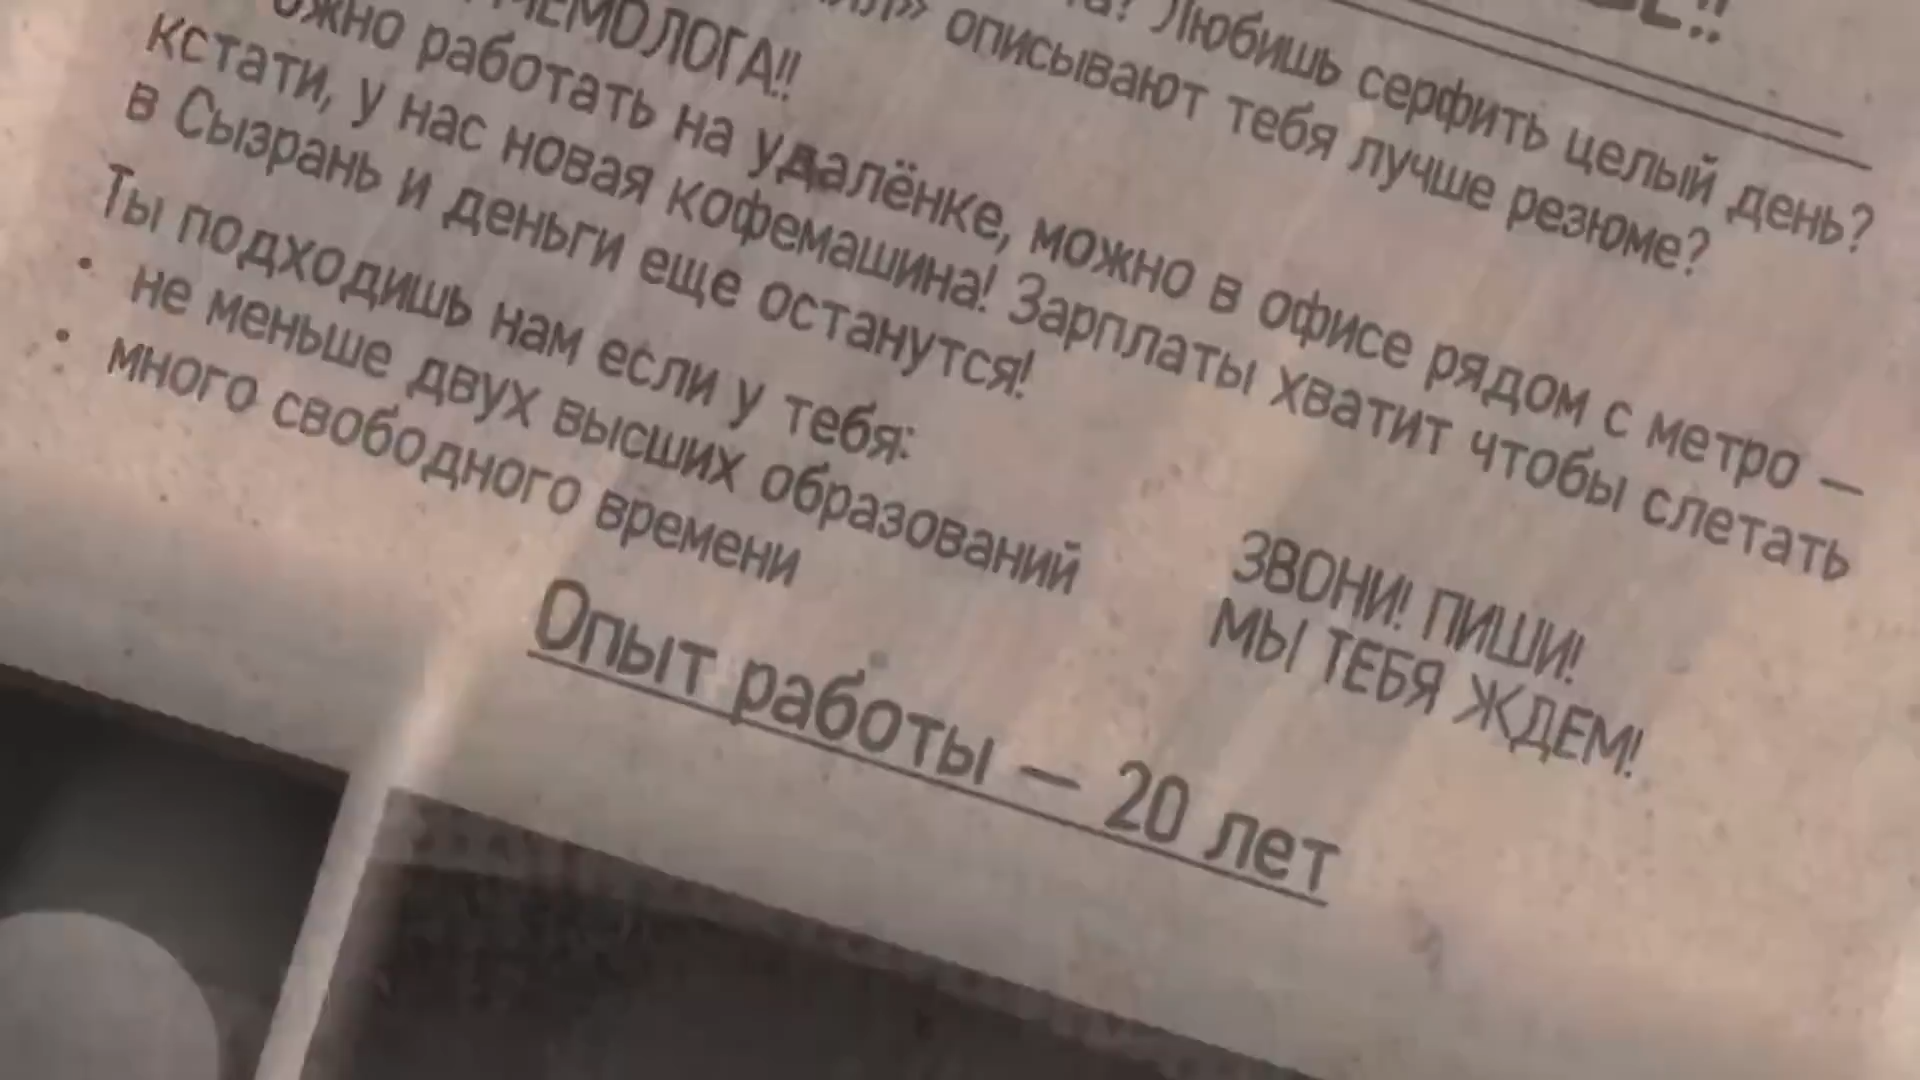 Любишь серфить целый день?
описывают тебя лучше резюме?
МЕМОЛОГА!!
работать на удалёнке, можно в офисе рядом с метро —
кстати, у нас новая кофемашина! Зарплаты хватит чтобы слетать
в Сызрань и деньги еще останутся!
Ты подходишь нам если у тебя:
• не меньше двух высших образований
• много свободного времени
Опыт работы — 20 лет
ЗВОНИ! ПИШИ!
МЫ ТЕБЯ ЖДЕМ!